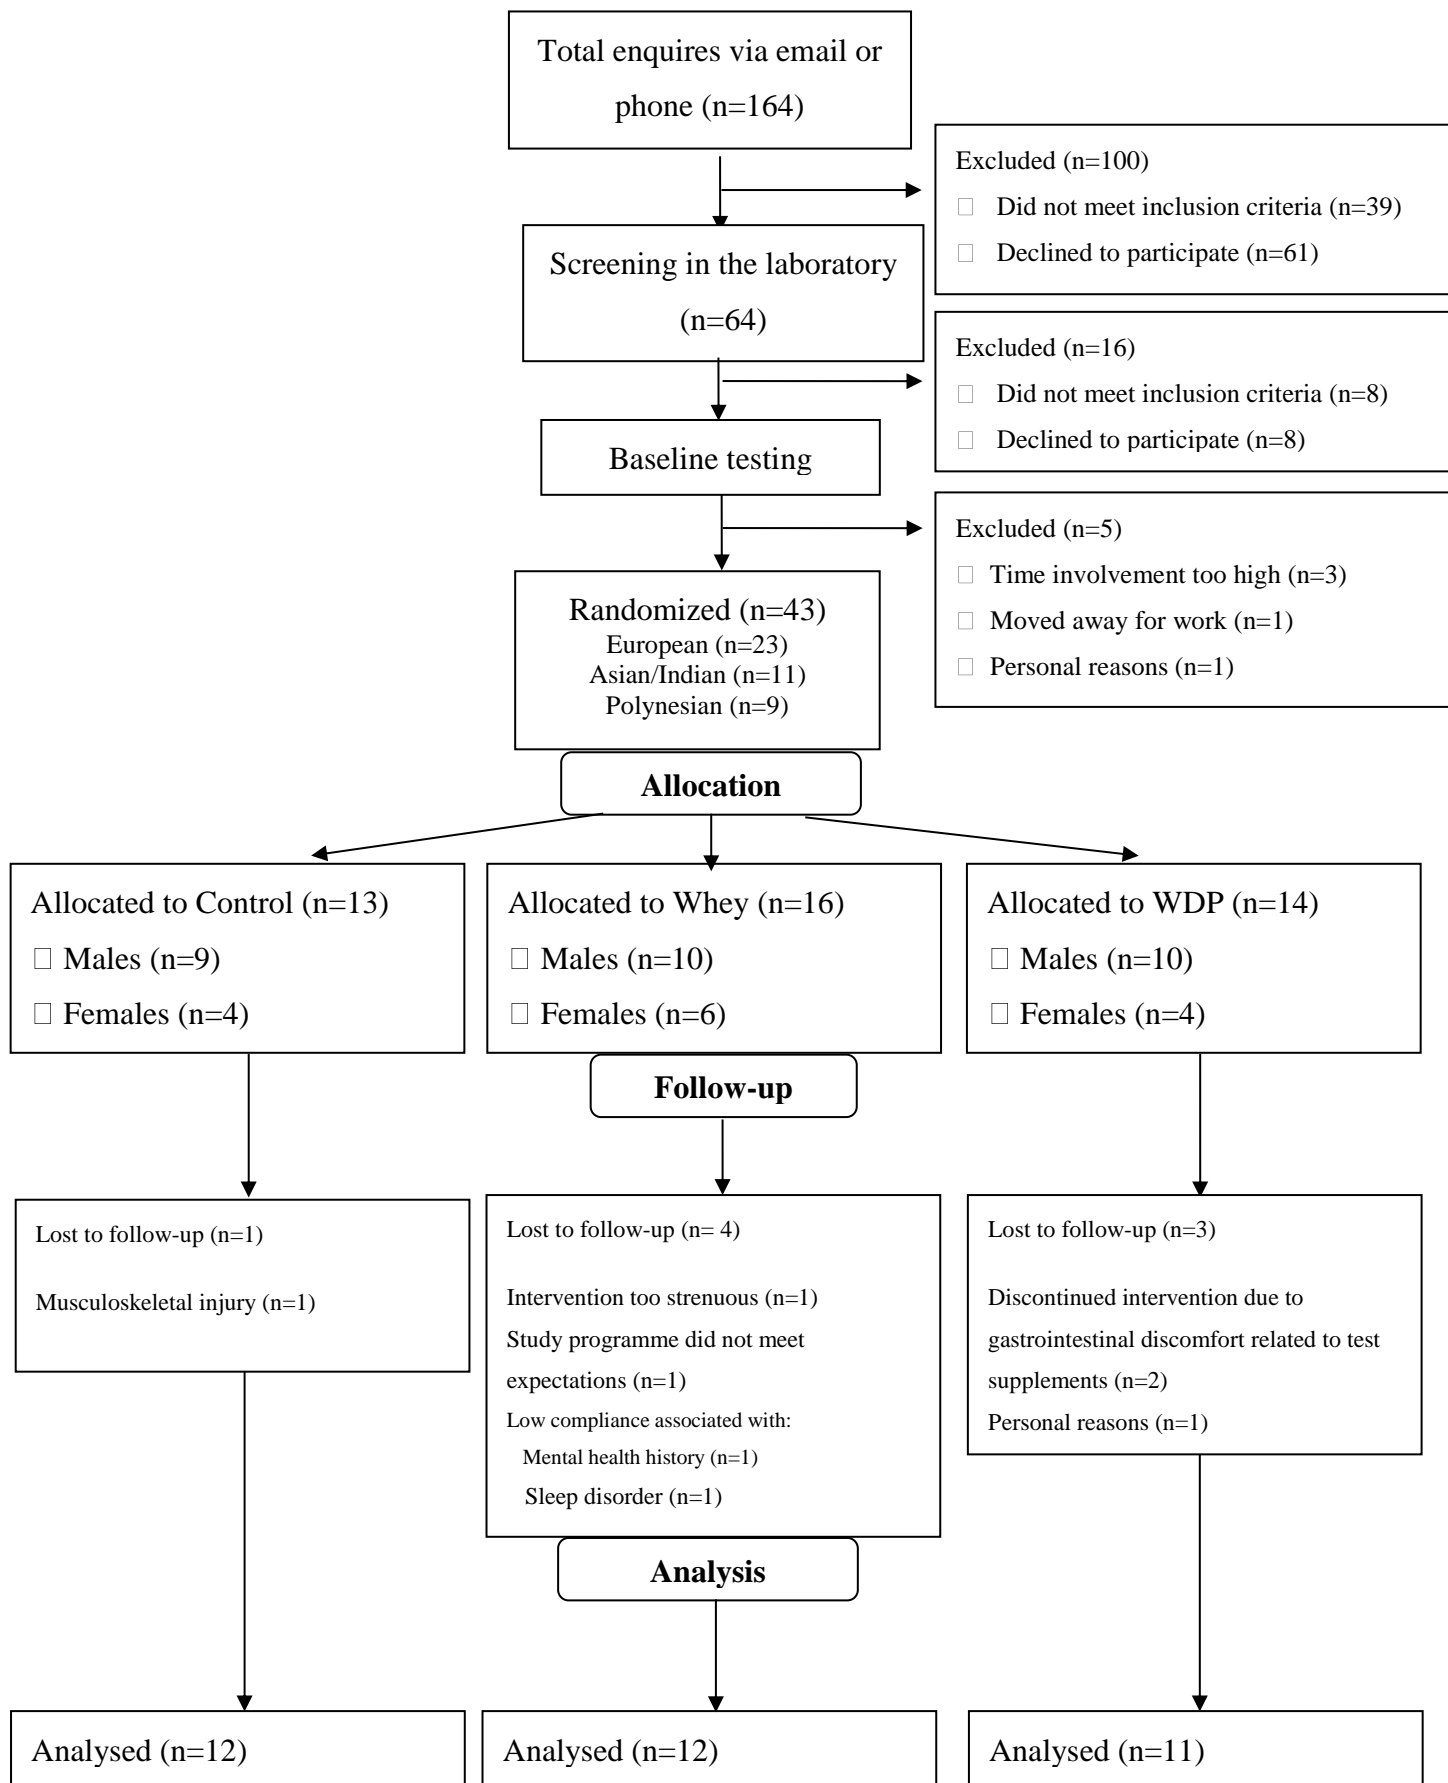 Total enquires via email or
phone (n=164)
Excluded (n=100)
Did not meet inclusion criteria (n=39)
Declined to participate (n=61)
Screening in the laboratory
(n=64)
Excluded (n=16)
Did not meet inclusion criteria (n=8)
Declined to participate (n=8)
Baseline testing
Excluded (n=5)
Time involvement too high (n=3)
Moved away for work (n=1)
Personal reasons (n=1)
Randomized (n=43)
European (n=23)
Asian/Indian (n=11)
Polynesian (n=9)
Allocation
Allocated to Control (n=13)
Males (n=9)
Females (n=4)
Allocated to Whey (n=16)
Males (n=10)
Females (n=6)
Allocated to WDP (n=14)
Males (n=10)
Females (n=4)
Follow-up
Lost to follow-up (n=1)
Musculoskeletal injury (n=1)
Lost to follow-up (n= 4)
Intervention too strenuous (n=1)
Study programme did not meet
expectations (n=1)
Low compliance associated with:
Mental health history (n=1)
Sleep disorder (n=1)
Lost to follow-up (n=3)
Discontinued intervention due to
gastrointestinal discomfort related to test
supplements (n=2)
Personal reasons (n=1)
Analysis
Analysed (n=12)
Analysed (n=12)
Analysed (n=11)